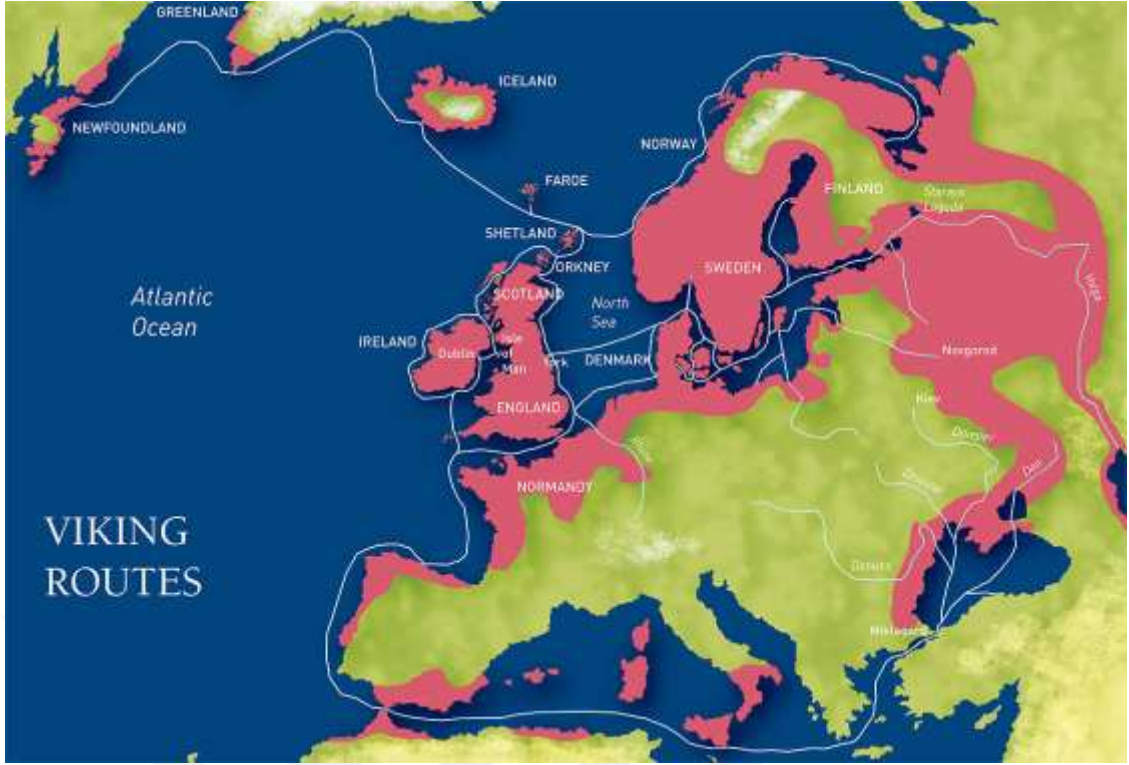 GREENLAND
ICELAND
NEWFOUNDLAND
NORWAY
FAROE
FINLAND
Staraya
Ladoga
SHETLAND
ORKNEY
SWEDEN
Volga
SCOTLAND
Atlantic
Ocean
North
Sea
IRELAND
Dublin
Isle
of
Man
York
DENMARK
Novgorod
ENGLAND
Kiev
Dnieper
Don
NORMANDY
VIKING
ROUTES
Danube
Miklagard